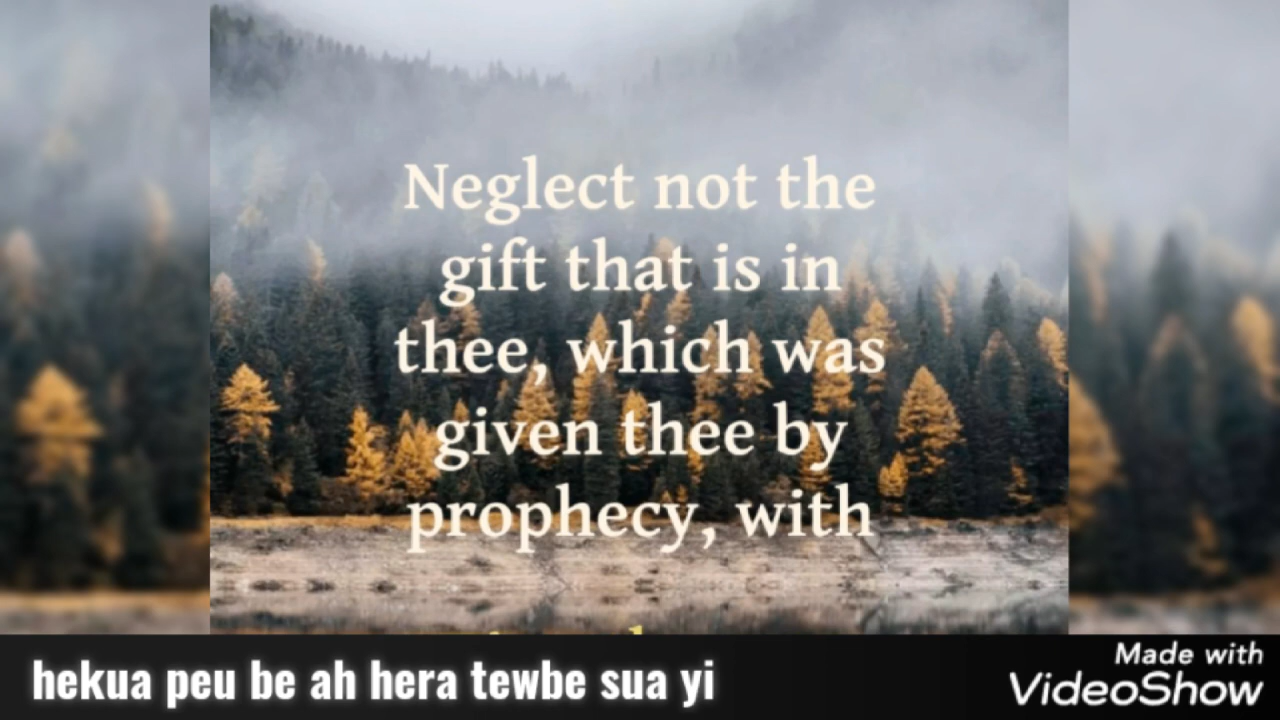 Neglect not the
gift that is in
thee, which was
given thee by
prophecy, with
hekua peu be ah hera tewbe sua yi
Made with
VideoShow